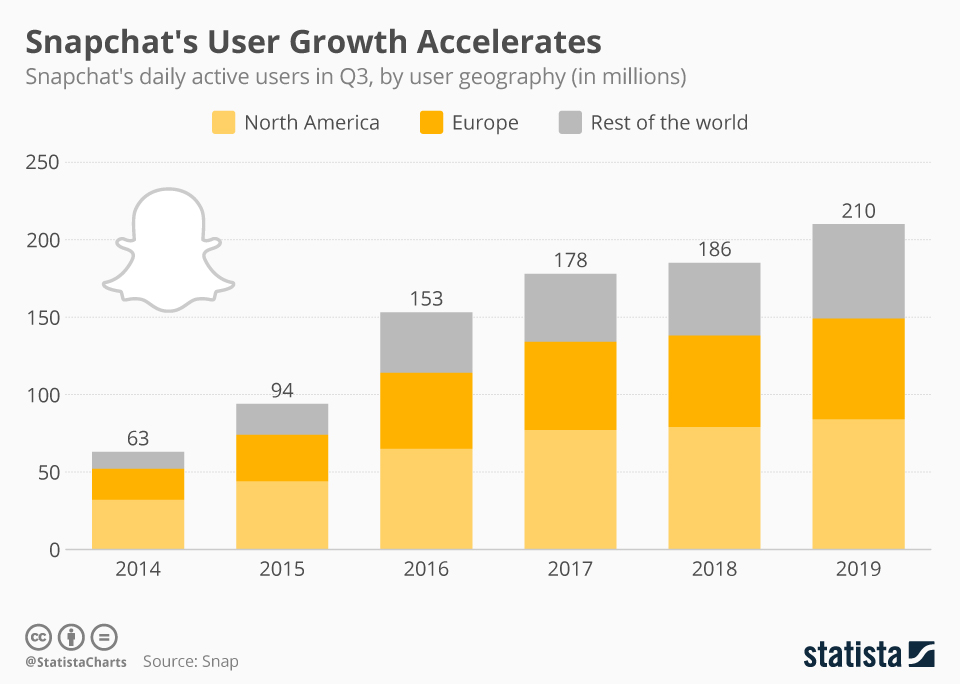 Snapchat's User Growth Accelerates
Snapchat's daily active users in Q3, by user geography (in millions)
North America Europe Rest of the world
250
200
150
100
50
0
63
94
153
178
186
210
2014 2015 2016 2017 2018 2019
cc
@StatistaCharts Source: Snap
statista